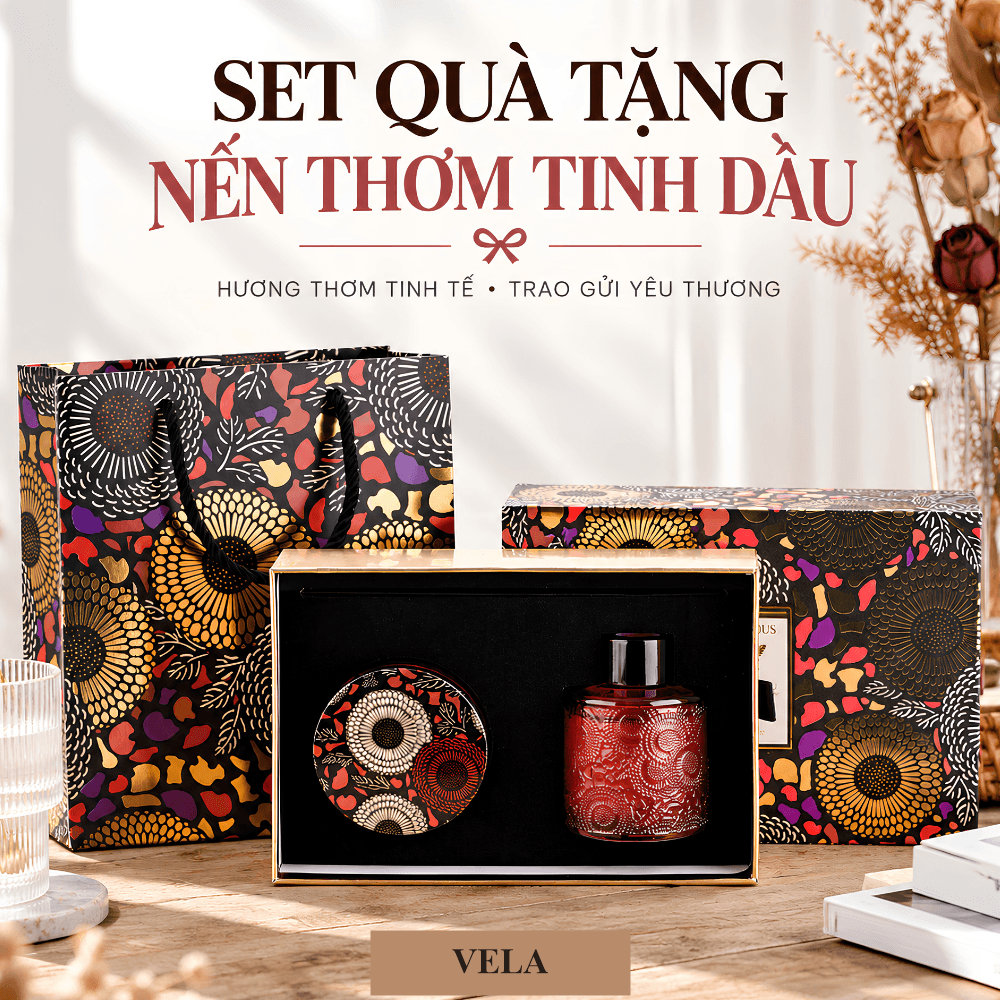 SET QUÀ TẶNG
NẾN THƠM TINH DẦU
HƯƠNG THƠM TINH TẾ • TRAO GỬI YÊU THƯƠNG
VELA